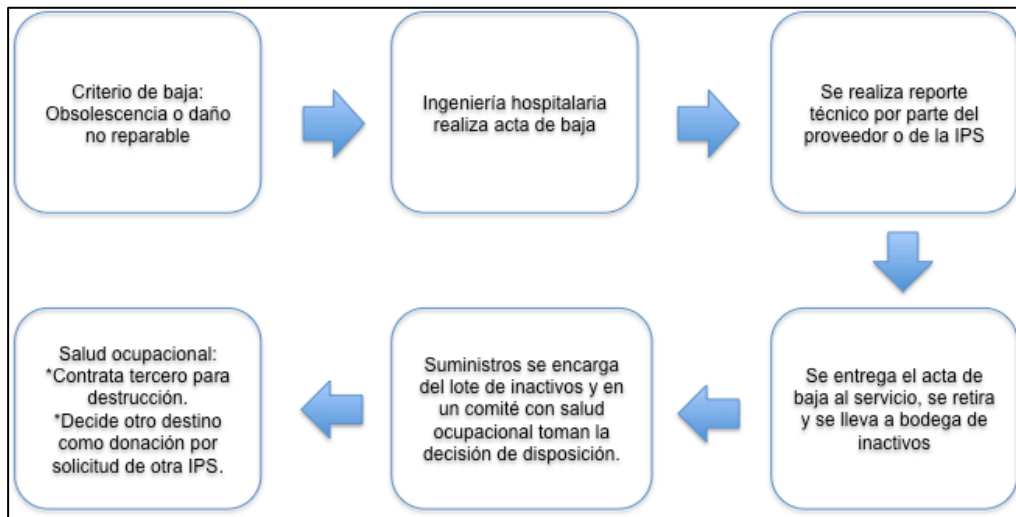 Criterio de baja:
Obsolescencia o daño
no reparable
Ingeniería hospitalaria
realiza acta de baja
Se realiza reporte
técnico por parte del
proveedor o de la IPS
Se entrega el acta de
baja al servicio, se retira
y se lleva a bodega de
inactivos
Suministros se encarga
del lote de inactivos y en
un comité con salud
ocupacional toman la
decisión de disposición.
Salud ocupacional:
*Contrata tercero para
destrucción.
*Decide otro destino
como donación por
solicitud de otra IPS.